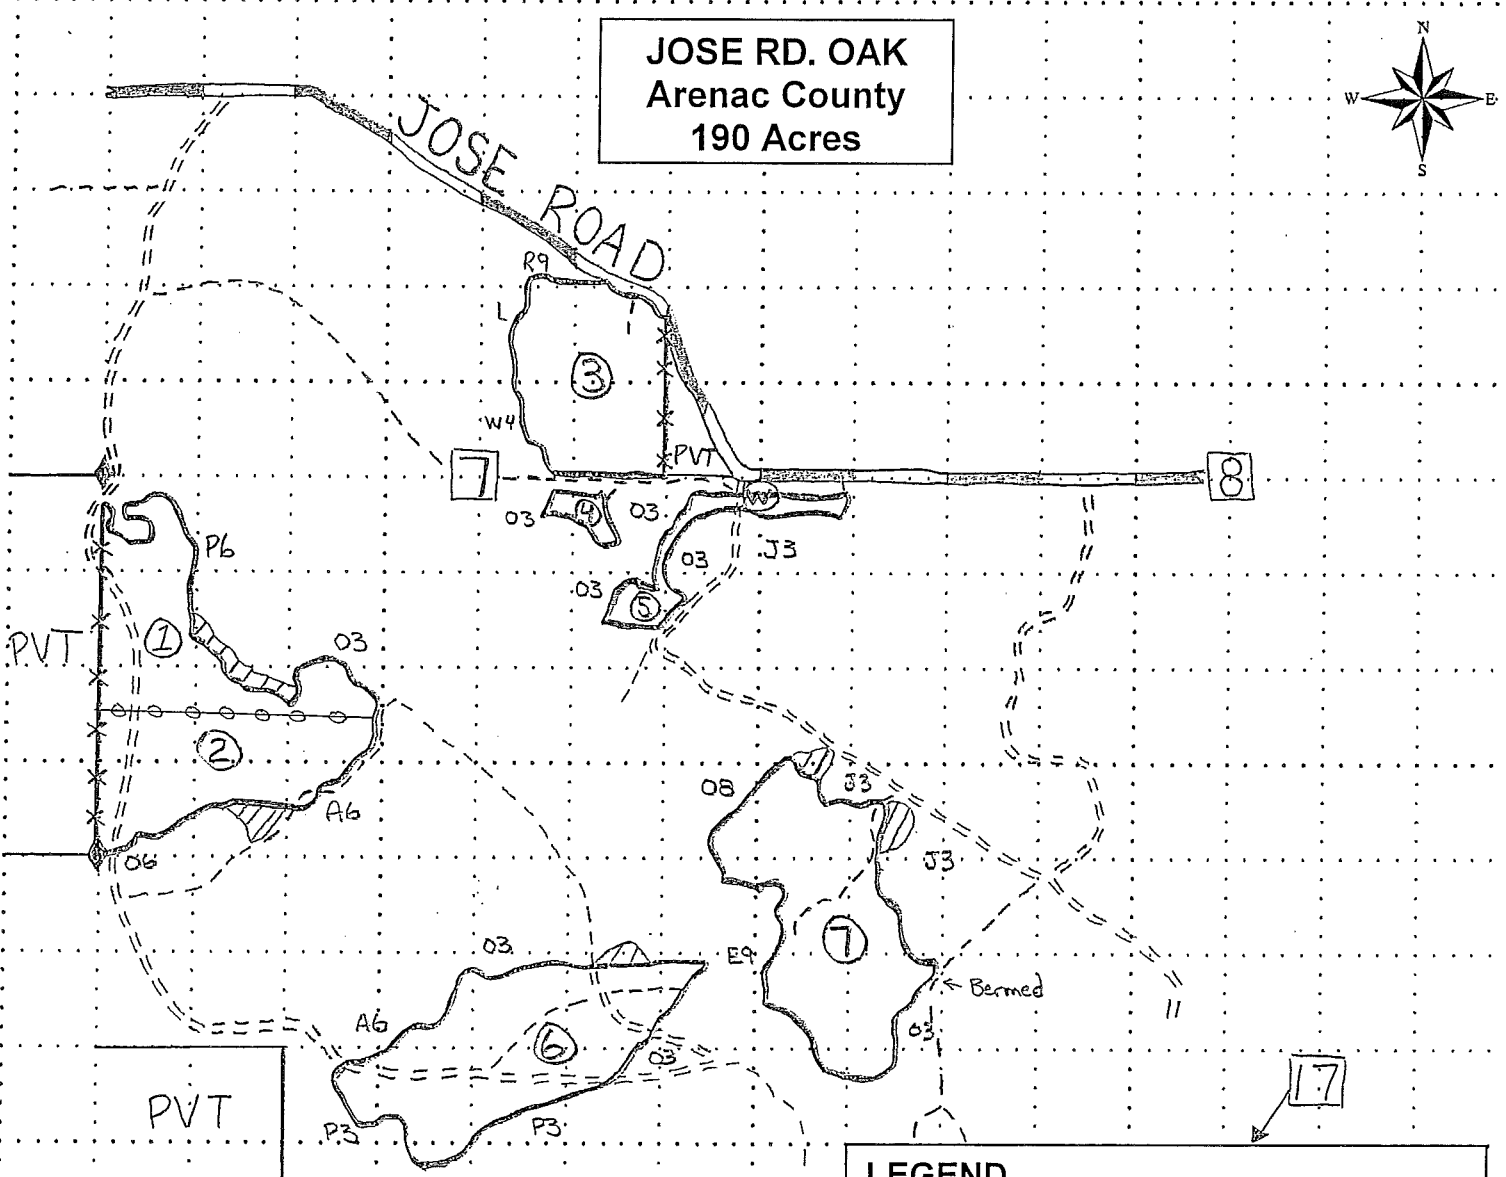 JOSE RD. OAK
Arenac County
190 Acres
N
W E
S
JOSE ROAD
R9
L
3
W4
PVT
7
8
W
4
O3
O3
J3
P6
O3
O3
5
1
PVT
O3
2
O8
J3
A6
O6
J3
O3
7
E9
Bermed
A6
6
O3
O3
17
PVT
P3
P3
LEGEND